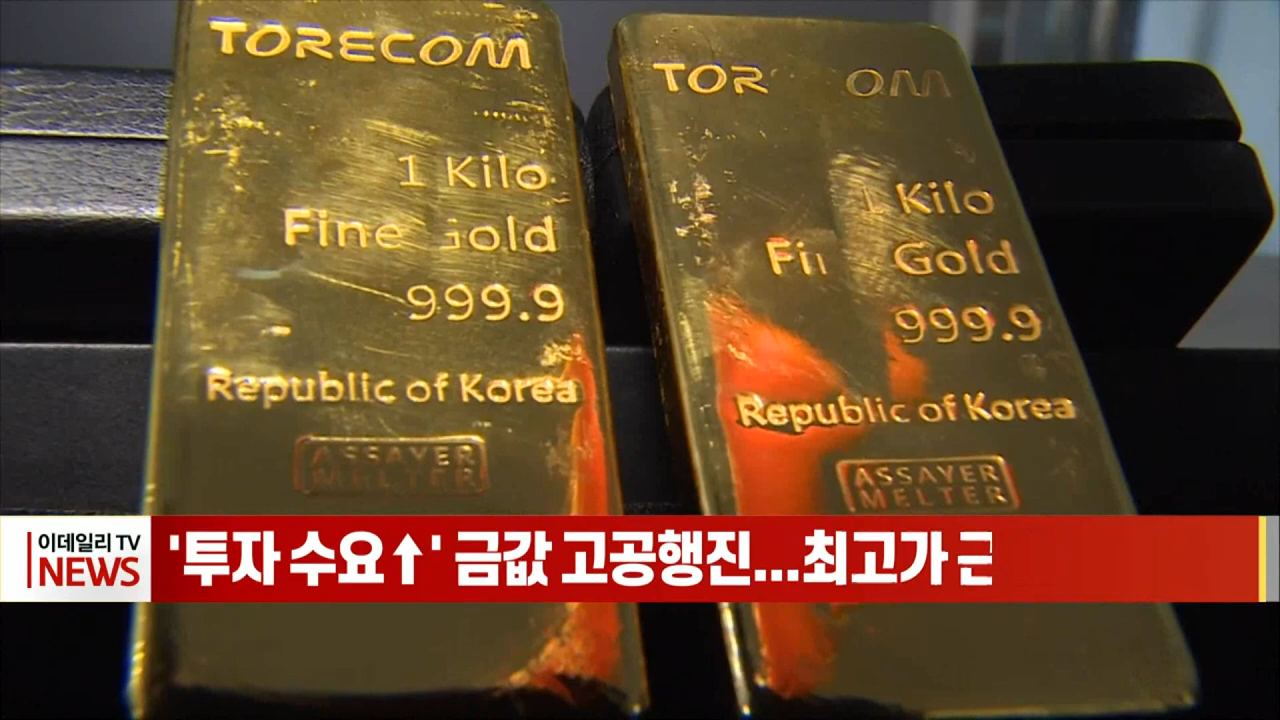 TORECOM
1 Kilo
Fine Gold
999.9
Republic of Korea
ASSAYER
MELTER
1 Kilo
Gold
999.9
Republic of Korea
ASSAYER
MELTER
이데일리 TV
NEWS
'투자 수요↑' 금값 고공행진...최고가